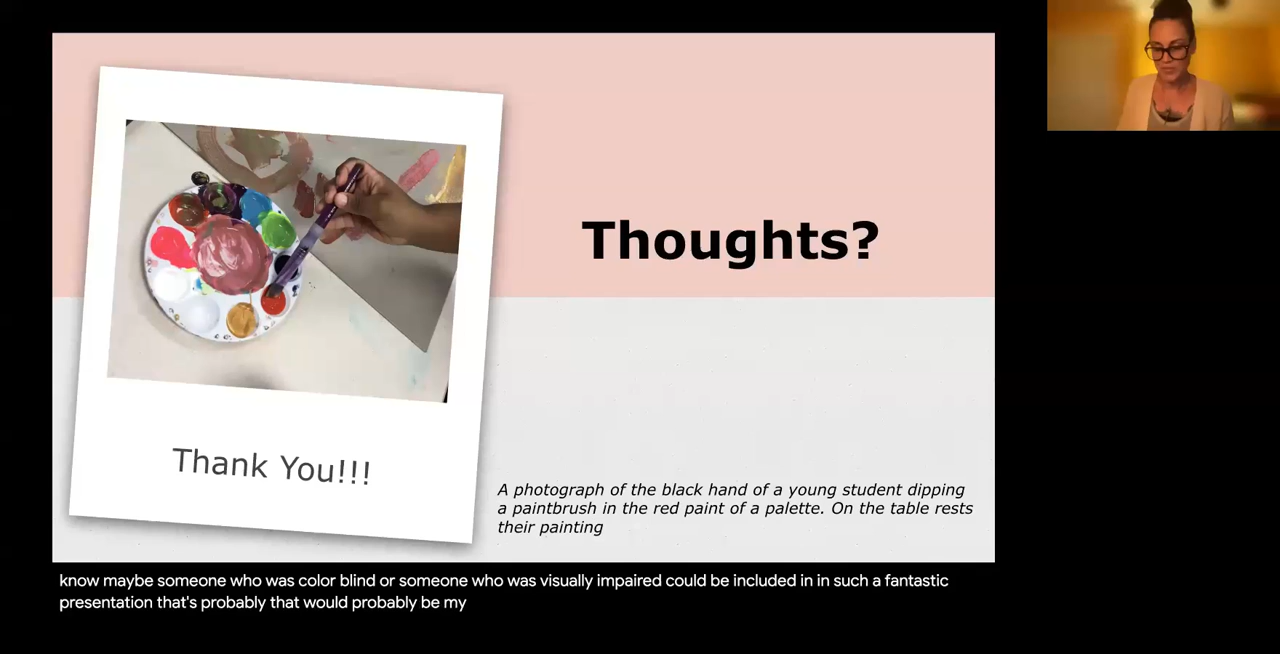 Thoughts?
Thank You!!!
A photograph of the black hand of a young student dipping
a paintbrush in the red paint of a palette. On the table rests
their painting
know maybe someone who was color blind or someone who was visually impaired could be included in in such a fantastic
presentation that's probably that would probably be my